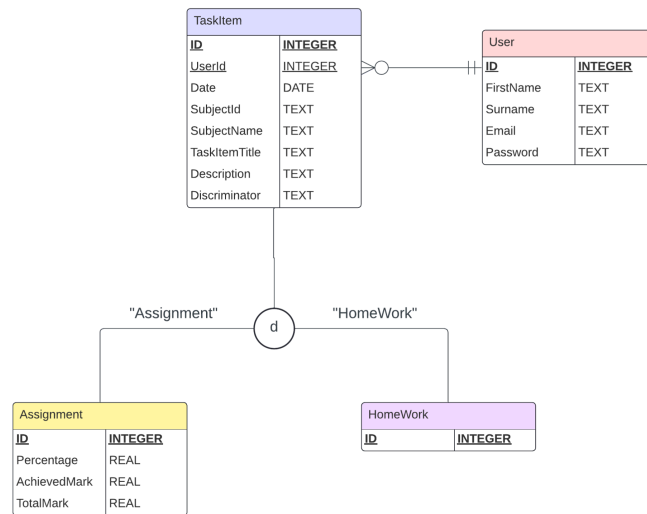 TaskItem
ID INTEGER
UserId INTEGER
Date DATE
SubjectId TEXT
SubjectName TEXT
TaskItemTitle TEXT
Description TEXT
Discriminator TEXT
User
ID INTEGER
FirstName TEXT
Surname TEXT
Email TEXT
Password TEXT
"Assignment"
d
"HomeWork"
Assignment
ID INTEGER
Percentage REAL
AchievedMark REAL
TotalMark REAL
HomeWork
ID INTEGER